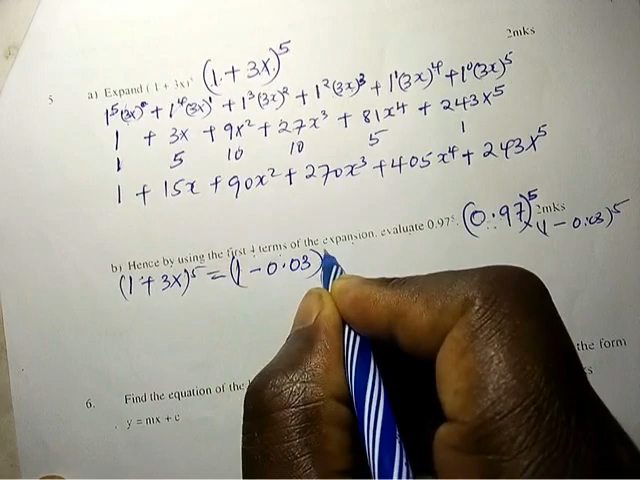 2mks
5 a) Expand (1 + 3x)⁵ (1 + 3x)⁵
1⁵(3x)⁰ + 1⁴(3x)¹ + 1³(3x)² + 1²(3x)³ + 1¹(3x)⁴ + 1⁰(3x)⁵
1 + 3x + 9x² + 27x³ + 81x⁴ + 243x⁵
1 5 10 10 5 1
1 + 15x + 90x² + 270x³ + 405x⁴ + 243x⁵
b) Hence by using the first 4 terms of the expansion, evaluate 0.97⁵. (0.97)⁵ 2mks
(1 - 0.03)⁵
(1 + 3x)⁵ = (1 - 0.03)
the form
6. Find the equation of the
y = mx + c